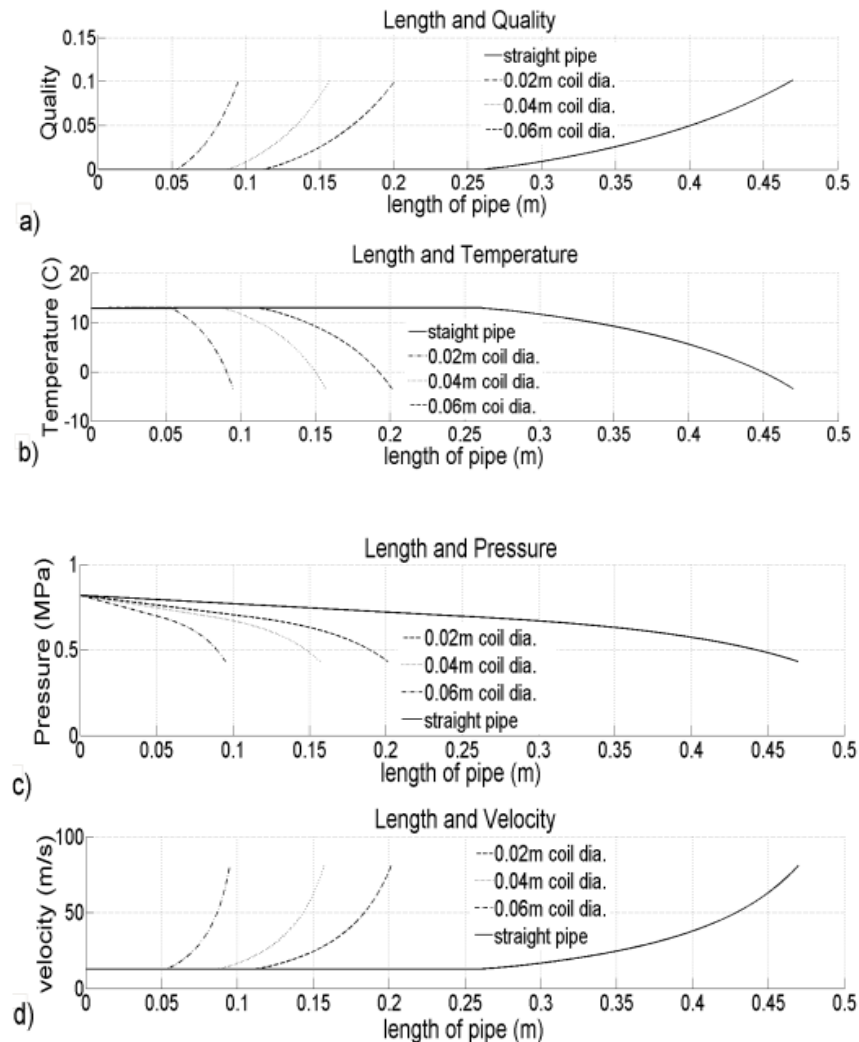 Length and Quality
0.15
0.1
0.05
0
Quality
straight pipe
0.02m coil dia.
0.04m coil dia.
0.06m coil dia.
0 0.05 0.1 0.15 0.2 0.25 0.3 0.35 0.4 0.45 0.5
length of pipe (m)
a)
Length and Temperature
20
10
0
-10
Temperature (C)
staight pipe
0.02m coil dia.
0.04m coil dia.
0.06m coi dia.
0 0.05 0.1 0.15 0.2 0.25 0.3 0.35 0.4 0.45 0.5
length of pipe (m)
b)
Length and Pressure
1
0.5
0
Pressure (MPa)
0.02m coil dia.
0.04m coil dia.
0.06m coil dia.
straight pipe
0 0.05 0.1 0.15 0.2 0.25 0.3 0.35 0.4 0.45 0.5
length of pipe (m)
c)
Length and Velocity
100
50
0
velocity (m/s)
0.02m coil dia.
0.04m coil dia.
0.06m coil dia.
straight pipe
0 0.05 0.1 0.15 0.2 0.25 0.3 0.35 0.4 0.45 0.5
length of pipe (m)
d)